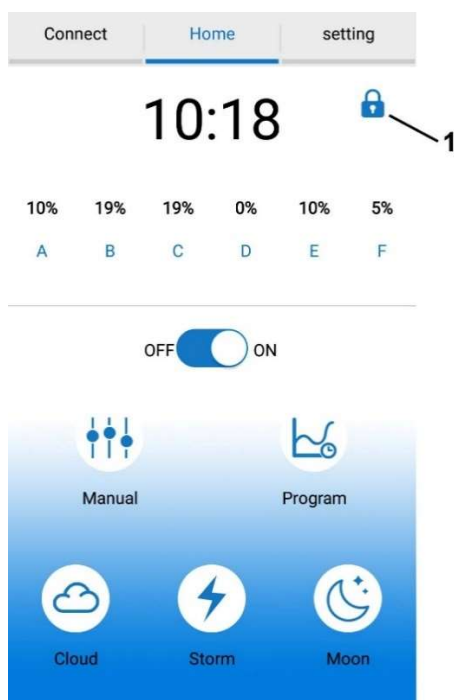 Connect Home setting
10:18
1
10% 19% 19% 0% 10% 5%
A B C D E F
OFF ON
Manual Program
Cloud Storm Moon